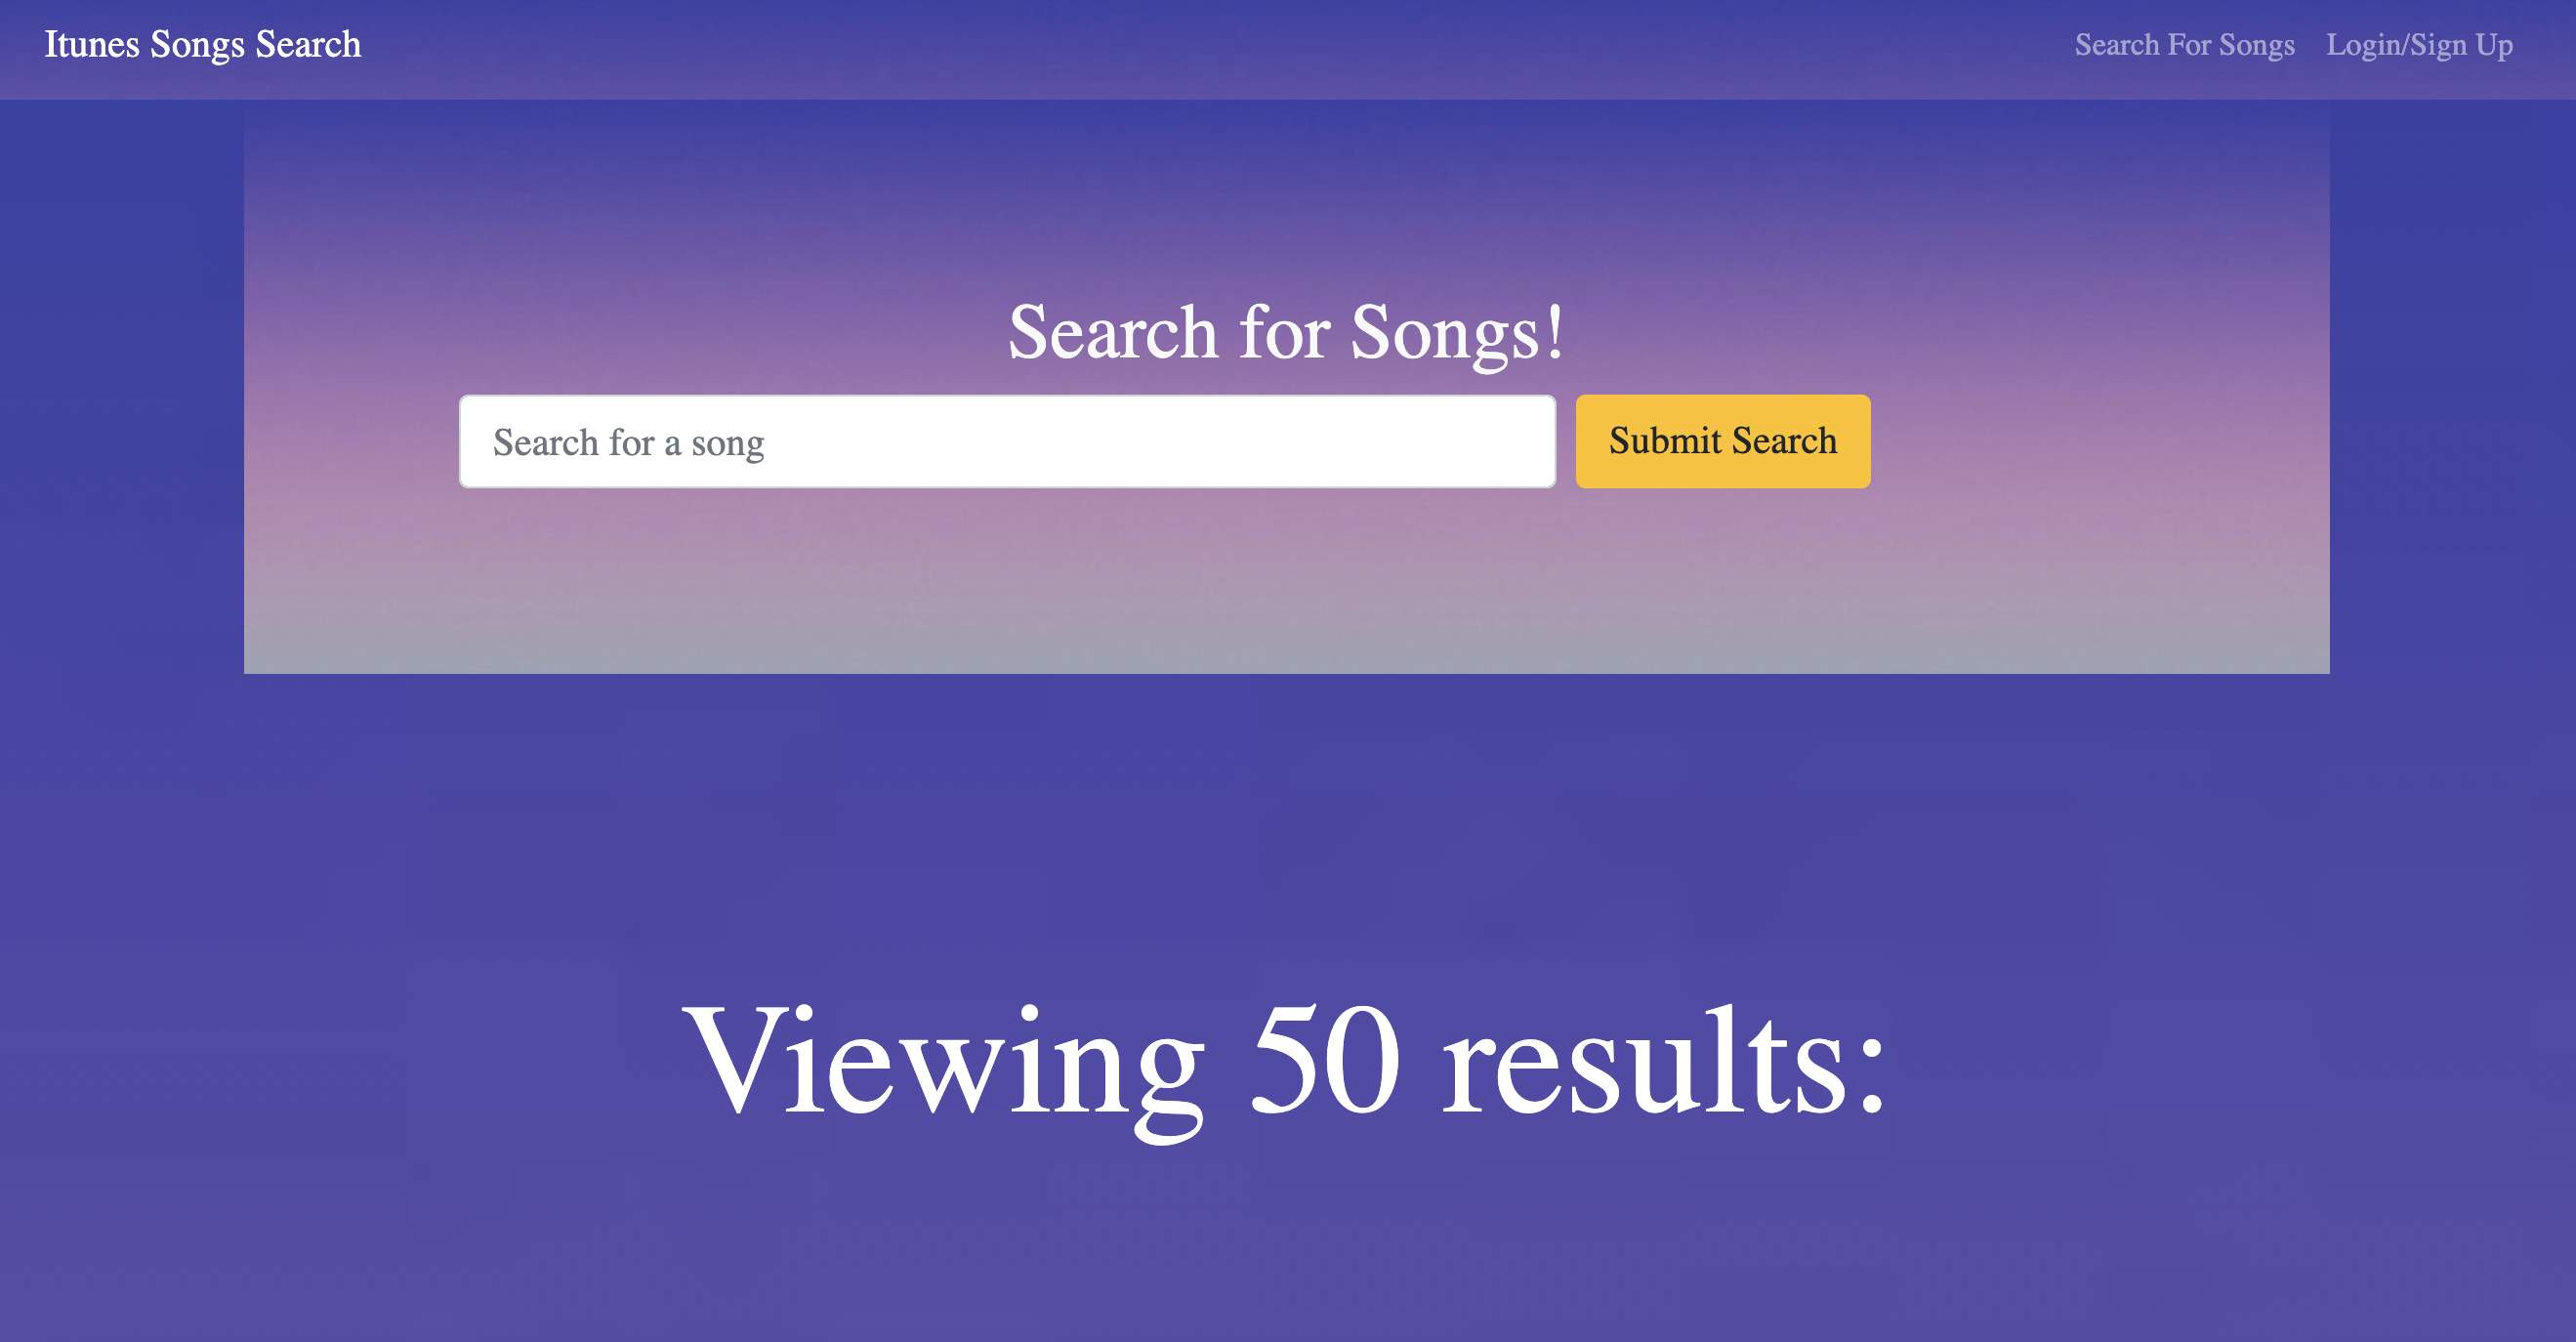 Itunes Songs Search
Search For Songs Login/Sign Up
Search for Songs!
Search for a song
Submit Search
Viewing 50 results: